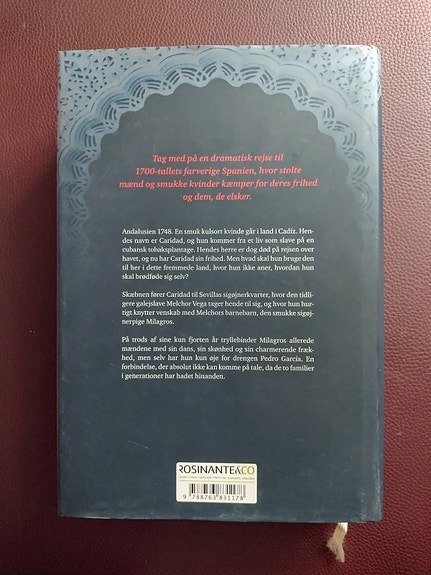 Tag med på en dramatisk rejse til
1700-tallets farverige Spanien, hvor stolte
mænd og smukke kvinder kæmper for deres frihed
og dem, de elsker.
Andalusien 1748. En smuk kulsort kvinde går i land i Cadiz. Hen-
des navn er Caridad, og hun kommer fra et liv som slave på en
cubansk tobaksplantage. Hendes herre er dog død på rejsen over
havet, og nu har Caridad sin frihed. Men hvad skal hun bruge den
til her i dette fremmede land, hvor hun ikke aner, hvordan hun
skal brødføde sig selv?
Skæbnen fører Caridad til Sevillas sigøjnerkvarter, hvor den tidli-
gere galejslave Melchor Vega tager hende til sig, og hvor hun hur-
tigt knytter venskab med Melchors barnebarn, den smukke sigøj-
nerpige Milagros.
På trods af sine kun fjorten år tryllebinder Milagros allerede
mændene med sin dans, sin skønhed og sin charmerende fræk-
hed, men selv har hun kun øje for drengen Pedro García. En
forbindelse, der absolut ikke kan komme på tale, da de to familier
i generationer har hadet hinanden.
ROSINANTE&CO
9 788763 831178